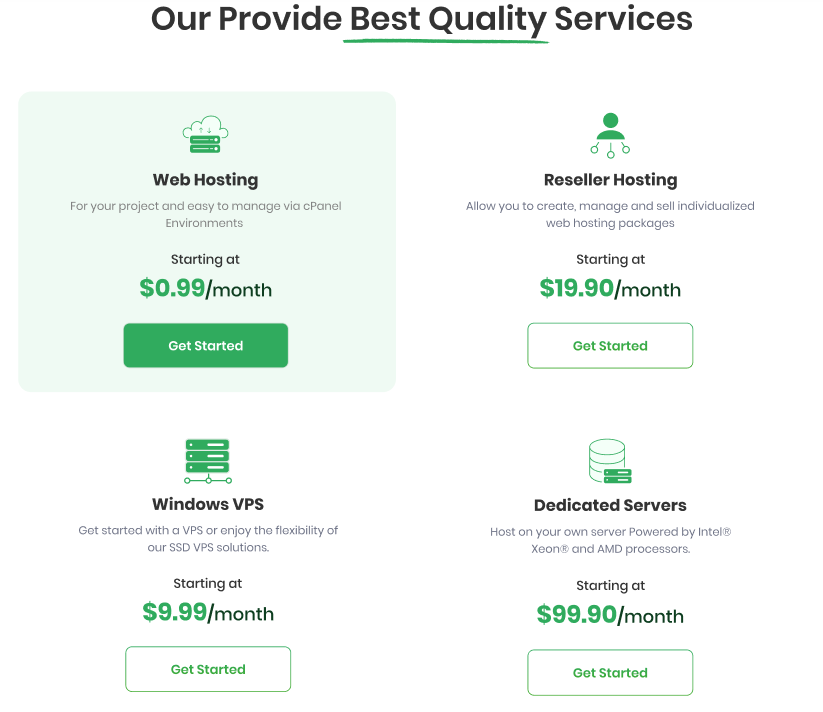 Our Provide Best Quality Services
Web Hosting
For your project and easy to manage via cPanel
Environments
Starting at
$0.99/month
Get Started
Reseller Hosting
Allow you to create, manage and sell individualized
web hosting packages
Starting at
$19.90/month
Get Started
Windows VPS
Get started with a VPS or enjoy the flexibility of
our SSD VPS solutions.
Starting at
$9.99/month
Get Started
Dedicated Servers
Host on your own server Powered by Intel®
Xeon® and AMD processors.
Starting at
$99.90/month
Get Started